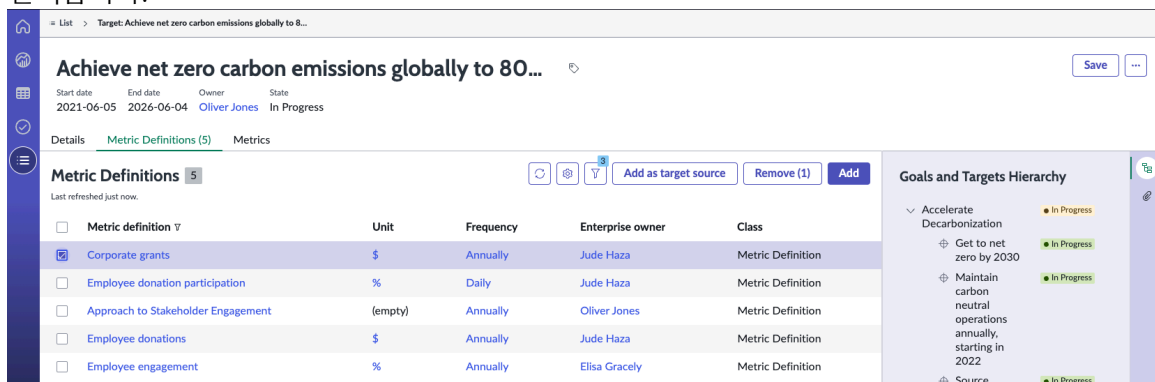 List > Target: Achieve net zero carbon emissions globally to 8...
Achieve net zero carbon emissions globally to 80...
Save
...
Start date End date Owner State
2021-06-05 2026-06-04 Oliver Jones In Progress
Details Metric Definitions (5) Metrics
Metric Definitions 5
Last refreshed just now.
3
Add as target source Remove (1) Add
Metric definition Unit Frequency Enterprise owner Class
Corporate grants $ Annually Jude Haza Metric Definition
Employee donation participation % Daily Jude Haza Metric Definition
Approach to Stakeholder Engagement (empty) Annually Oliver Jones Metric Definition
Employee donations $ Annually Jude Haza Metric Definition
Employee engagement % Annually Elisa Gracely Metric Definition
Goals and Targets Hierarchy
Accelerate In Progress
Decarbonization
Get to net In Progress
zero by 2030
Maintain In Progress
carbon
neutral
operations
annually,
starting in
2022
Source In Progress